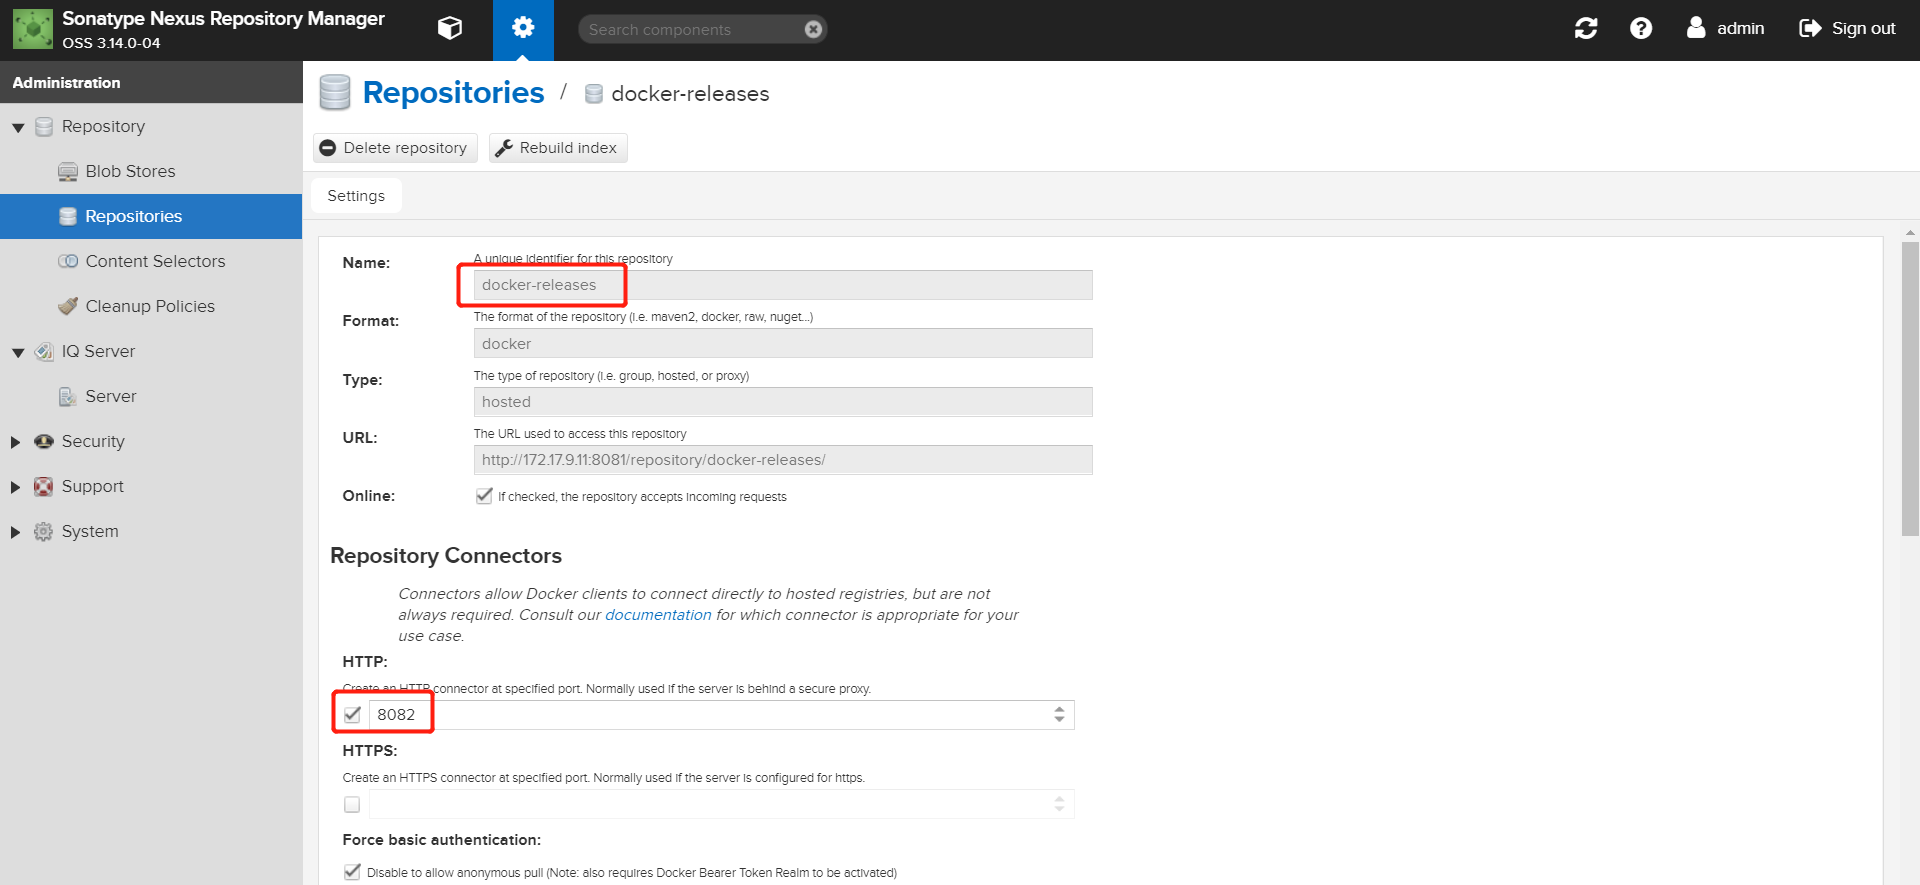 Sonatype Nexus Repository Manager
OSS 3.14.0-04
Search components
admin
Sign out
Administration
Repository
Blob Stores
Repositories
Content Selectors
Cleanup Policies
IQ Server
Server
Security
Support
System
Repositories / docker-releases
Delete repository
Rebuild index
Settings
Name:
A unique identifier for this repository
docker-releases
Format:
The format of the repository (i.e. maven2, docker, raw, nuget...)
docker
Type:
The type of repository (i.e. group, hosted, or proxy)
hosted
URL:
The URL used to access this repository
http://172.17.9.11:8081/repository/docker-releases/
Online:
If checked, the repository accepts incoming requests
Repository Connectors
Connectors allow Docker clients to connect directly to hosted registries, but are not
always required. Consult our documentation for which connector is appropriate for your
use case.
HTTP:
Create an HTTP connector at specified port. Normally used if the server is behind a secure proxy.
8082
HTTPS:
Create an HTTPS connector at specified port. Normally used if the server is configured for https.
Force basic authentication:
Disable to allow anonymous pull (Note: also requires Docker Bearer Token Realm to be activated)